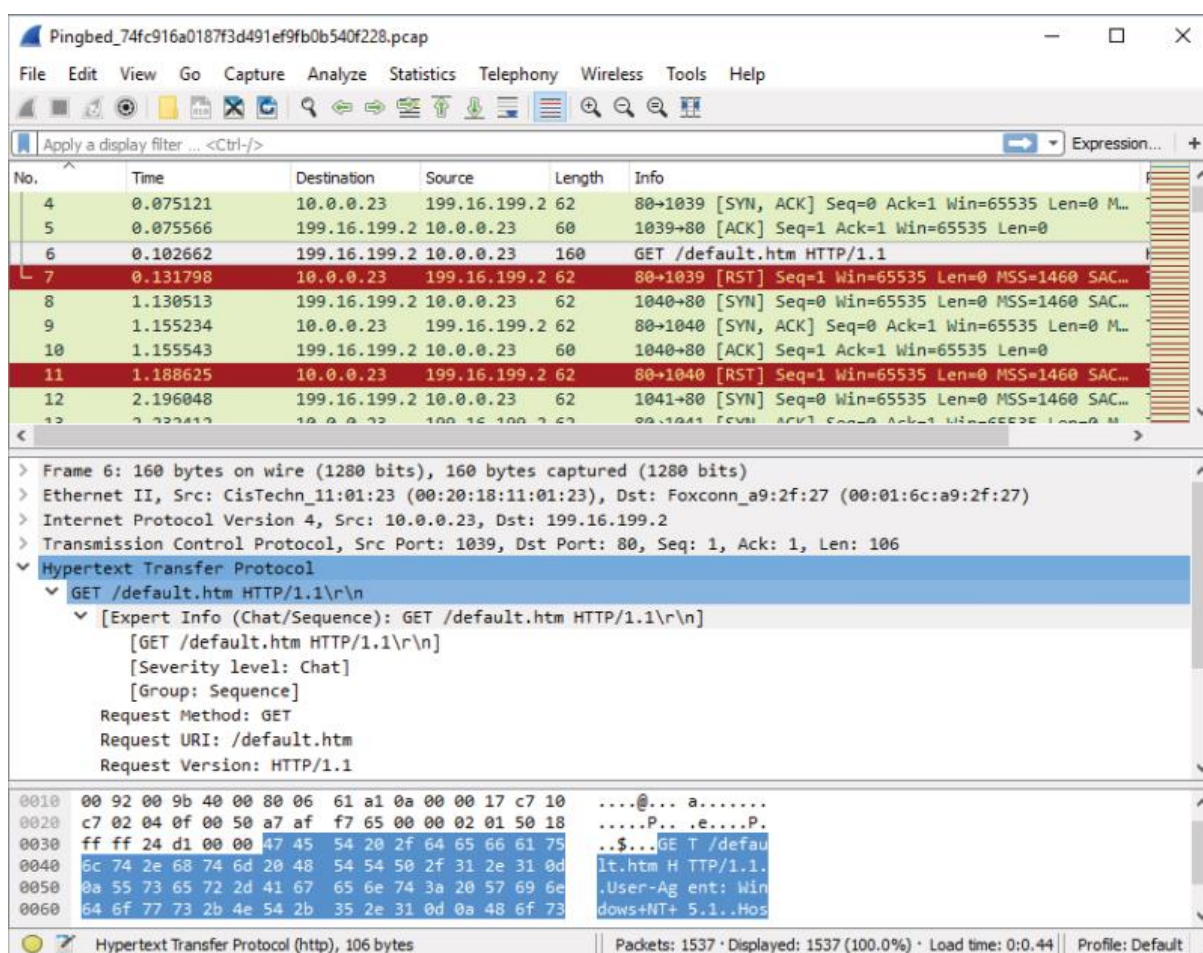 Pingbed_74fc916a0187f3d491ef9fb0b540f228.pcap
File Edit View Go Capture Analyze Statistics Telephony Wireless Tools Help
Apply a display filter ... <Ctrl-/> Expression... +
No. Time Destination Source Length Info
4 0.075121 10.0.0.23 199.16.199.2 62 80→1039 [SYN, ACK] Seq=0 Ack=1 Win=65535 Len=0 M…
5 0.075566 199.16.199.2 10.0.0.23 60 1039→80 [ACK] Seq=1 Ack=1 Win=65535 Len=0
6 0.102662 199.16.199.2 10.0.0.23 160 GET /default.htm HTTP/1.1
7 0.131798 10.0.0.23 199.16.199.2 62 80→1039 [RST] Seq=1 Win=65535 Len=0 MSS=1460 SAC…
8 1.130513 199.16.199.2 10.0.0.23 62 1040→80 [SYN] Seq=0 Win=65535 Len=0 MSS=1460 SAC…
9 1.155234 10.0.0.23 199.16.199.2 62 80→1040 [SYN, ACK] Seq=0 Ack=1 Win=65535 Len=0 M…
10 1.155543 199.16.199.2 10.0.0.23 60 1040→80 [ACK] Seq=1 Ack=1 Win=65535 Len=0
11 1.188625 10.0.0.23 199.16.199.2 62 80→1040 [RST] Seq=1 Win=65535 Len=0 MSS=1460 SAC…
12 2.196048 199.16.199.2 10.0.0.23 62 1041→80 [SYN] Seq=0 Win=65535 Len=0 MSS=1460 SAC…
13 2.232412 10.0.0.23 199.16.199.2 62 80→1041 [SYN, ACK] Seq=0 Ack=1 Win=65535 Len=0 M…
> Frame 6: 160 bytes on wire (1280 bits), 160 bytes captured (1280 bits)
> Ethernet II, Src: CisTechn_11:01:23 (00:20:18:11:01:23), Dst: Foxconn_a9:2f:27 (00:01:6c:a9:2f:27)
> Internet Protocol Version 4, Src: 10.0.0.23, Dst: 199.16.199.2
> Transmission Control Protocol, Src Port: 1039, Dst Port: 80, Seq: 1, Ack: 1, Len: 106
Hypertext Transfer Protocol
GET /default.htm HTTP/1.1\r\n
[Expert Info (Chat/Sequence): GET /default.htm HTTP/1.1\r\n]
[GET /default.htm HTTP/1.1\r\n]
[Severity level: Chat]
[Group: Sequence]
Request Method: GET
Request URI: /default.htm
Request Version: HTTP/1.1
0010 00 92 00 9b 40 00 80 06 61 a1 0a 00 00 17 c7 10 ....@... a.......
0020 c7 02 04 0f 00 50 a7 af f7 65 00 00 02 01 50 18 .....P.. .e....P.
0030 ff ff 24 d1 00 00 47 45 54 20 2f 64 65 66 61 75 ..$...GE T /defau
0040 6c 74 2e 68 74 6d 20 48 54 54 50 2f 31 2e 31 0d lt.htm H TTP/1.1.
0050 0a 55 73 65 72 2d 41 67 65 6e 74 3a 20 57 69 6e .User-Ag ent: Win
0060 64 6f 77 73 2b 4e 54 2b 35 2e 31 0d 0a 48 6f 73 dows+NT+ 5.1..Hos
Hypertext Transfer Protocol (http), 106 bytes Packets: 1537 · Displayed: 1537 (100.0%) · Load time: 0:0.44 Profile: Default